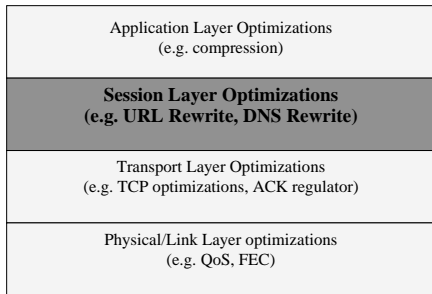 Application Layer Optimizations
(e.g. compression)
Session Layer Optimizations
(e.g. URL Rewrite, DNS Rewrite)
Transport Layer Optimizations
(e.g. TCP optimizations, ACK regulator)
Physical/Link Layer optimizations
(e.g. QoS, FEC)